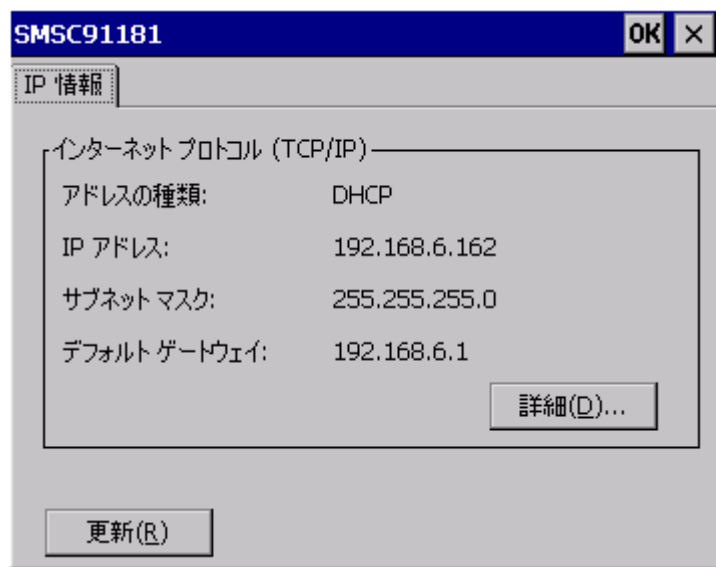 SMSC91181 OK ×
IP 情報
インターネット プロトコル (TCP/IP)
アドレスの種類: DHCP
IP アドレス: 192.168.6.162
サブネット マスク: 255.255.255.0
デフォルト ゲートウェイ: 192.168.6.1
詳細(D)...
更新(R)